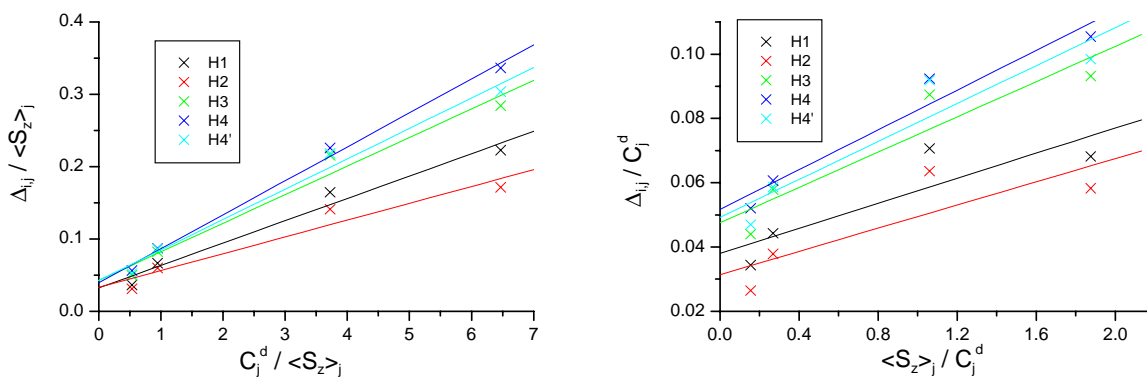 0.4
0.3
0.2
0.1
0.0
0 1 2 3 4 5 6 7
Δi,j / <Sz>j
Cjd / <Sz>j
H1
H2
H3
H4
H4'
0.10
0.08
0.06
0.04
0.02
0.0 0.4 0.8 1.2 1.6 2.0
Δi,j / Cjd
<Sz>j / Cjd
H1
H2
H3
H4
H4'